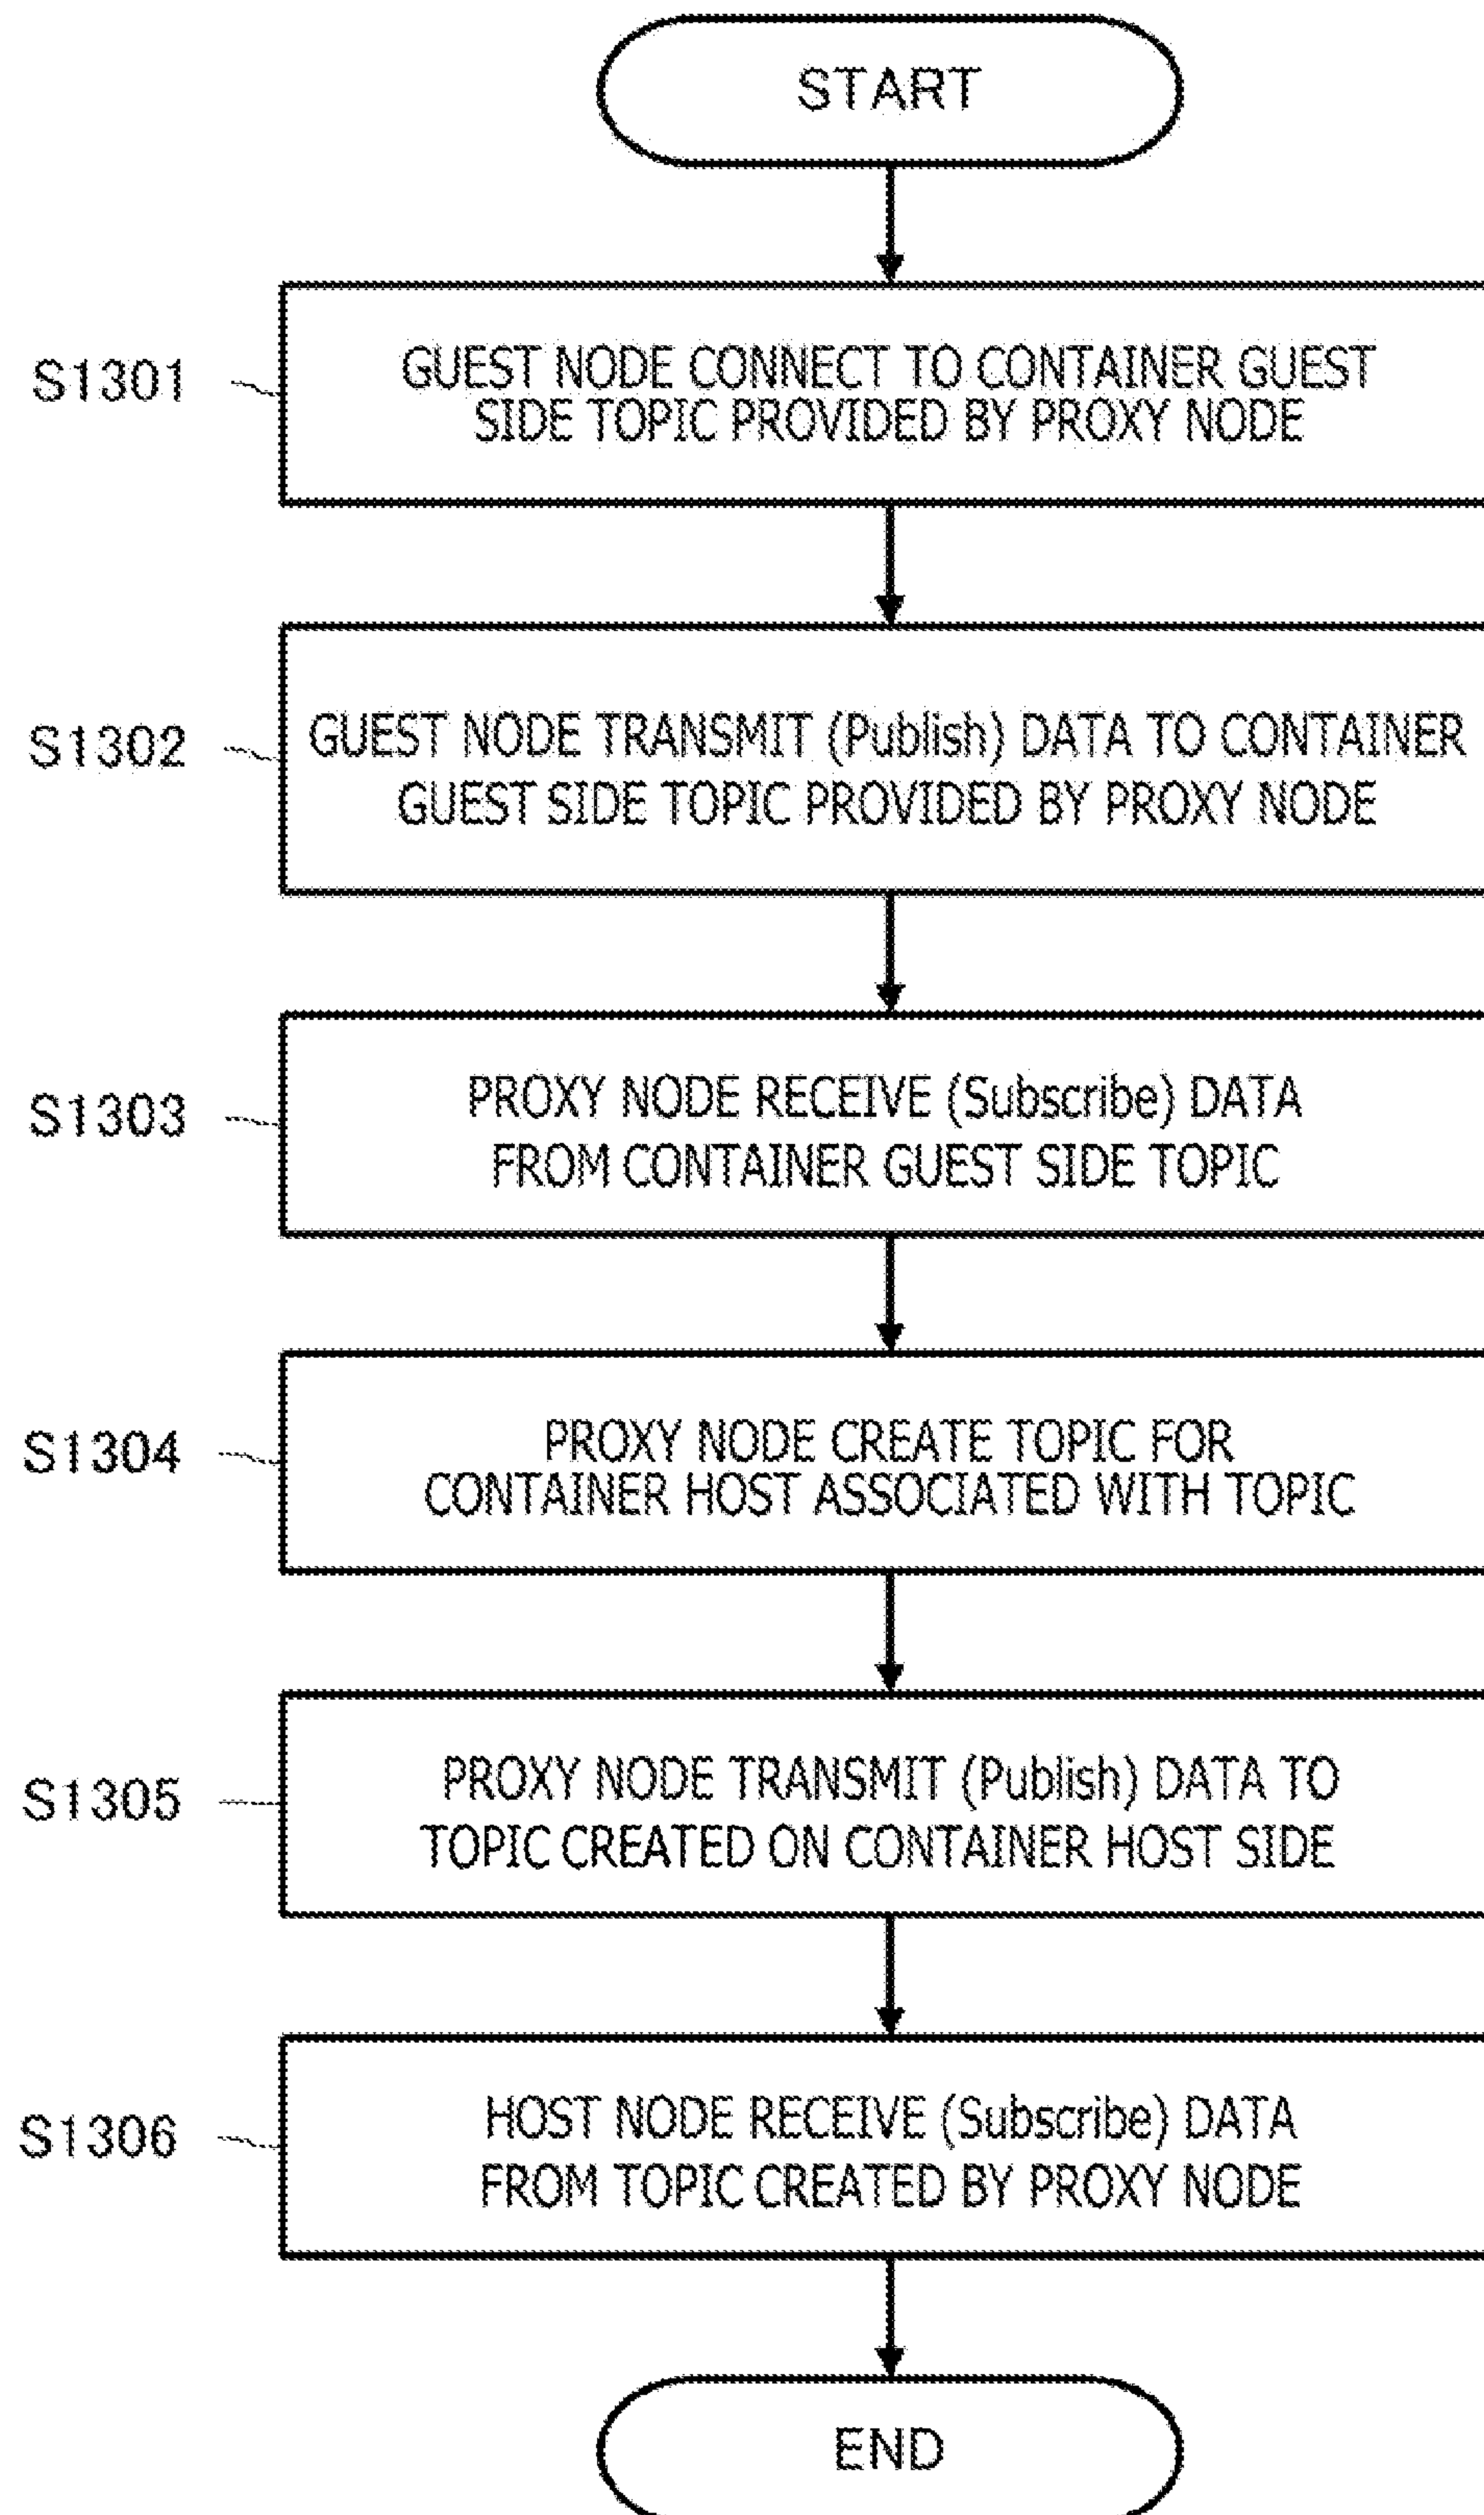 START
S1301
GUEST NODE CONNECT TO CONTAINER GUEST
SIDE TOPIC PROVIDED BY PROXY NODE
S1302
GUEST NODE TRANSMIT (Publish) DATA TO CONTAINER
GUEST SIDE TOPIC PROVIDED BY PROXY NODE
S1303
PROXY NODE RECEIVE (Subscribe) DATA
FROM CONTAINER GUEST SIDE TOPIC
S1304
PROXY NODE CREATE TOPIC FOR
CONTAINER HOST ASSOCIATED WITH TOPIC
S1305
PROXY NODE TRANSMIT (Publish) DATA TO
TOPIC CREATED ON CONTAINER HOST SIDE
S1306
HOST NODE RECEIVE (Subscribe) DATA
FROM TOPIC CREATED BY PROXY NODE
END